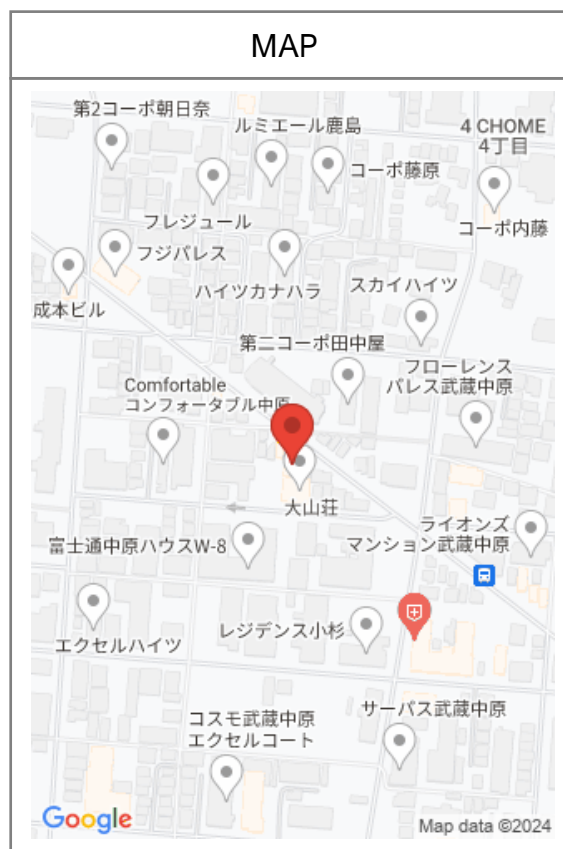 MAP
第2コーポ朝日奈
ルミエール鹿島
4 CHOME
4丁目
コーポ藤原
フレジュール
コーポ内藤
フジパレス
ハイツカナハラ
スカイハイツ
成本ビル
第二コーポ田中屋
フローレンス
パレス武蔵中原
Comfortable
コンフォータブル中原
大山荘
ライオンズ
マンション武蔵中原
富士通中原ハウスW-8
レジデンス小杉
エクセルハイツ
コスモ武蔵中原
エクセルコート
サーパス武蔵中原
Google
Map data ©2024